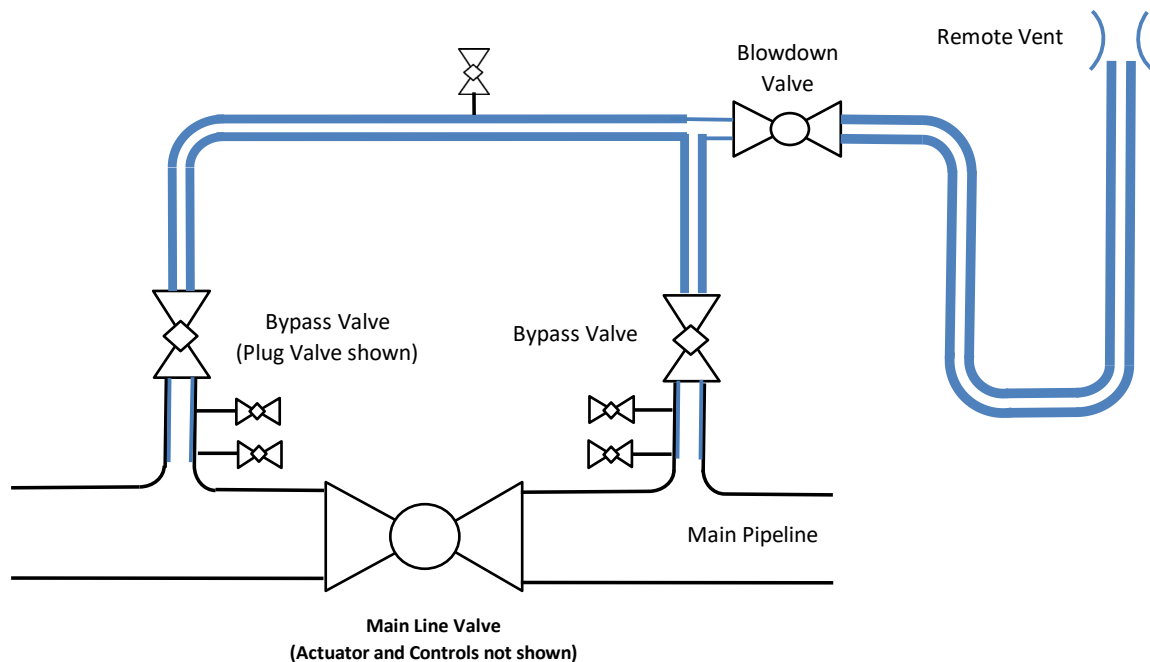 Remote Vent
Blowdown
Valve
Bypass Valve
(Plug Valve shown)
Bypass Valve
Main Pipeline
Main Line Valve
(Actuator and Controls not shown)